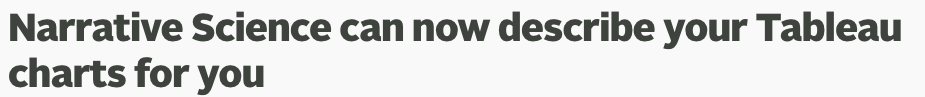 Narrative Science can now describe your Tableau
charts for you